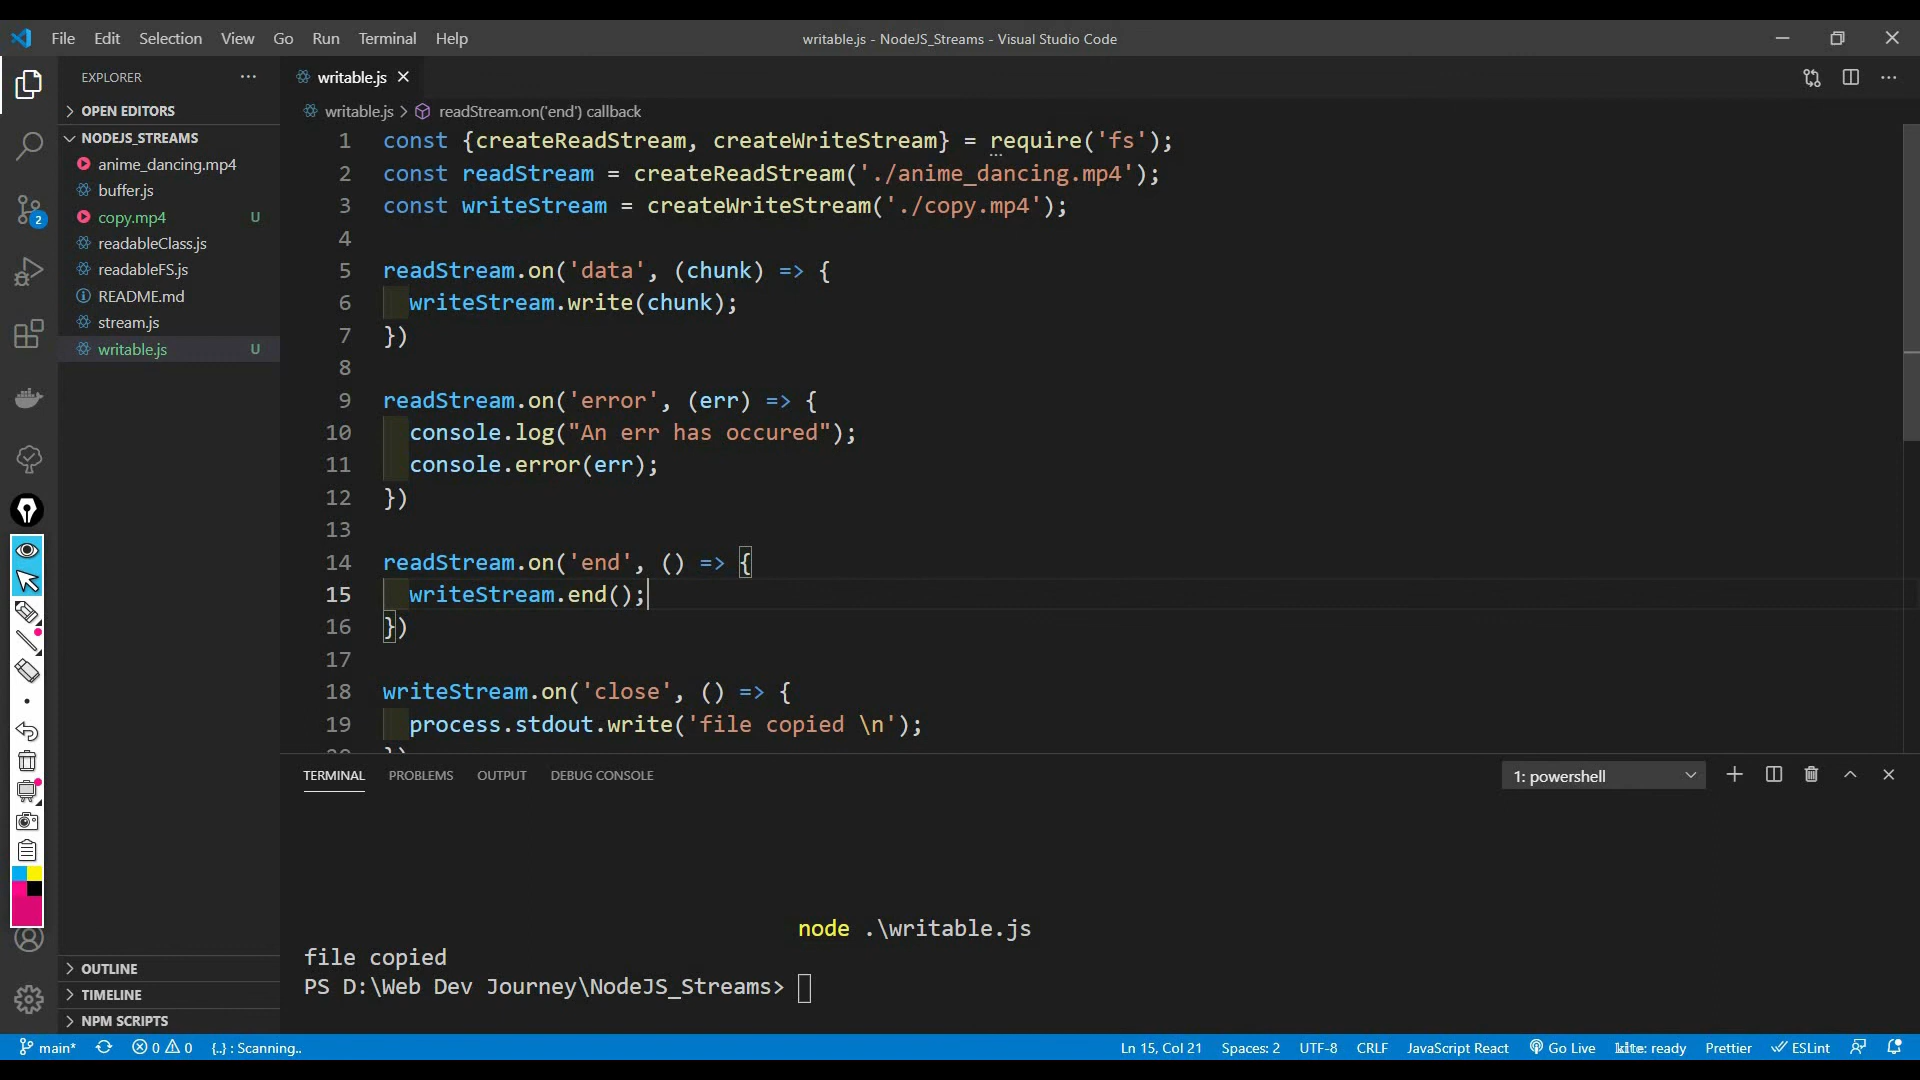 File Edit Selection View Go Run Terminal Help
writable.js - NodeJS_Streams - Visual Studio Code
EXPLORER
OPEN EDITORS
NODEJS_STREAMS
anime_dancing.mp4
buffer.js
copy.mp4 U
readableClass.js
readableFS.js
README.md
stream.js
writable.js U
OUTLINE
TIMELINE
NPM SCRIPTS
2
writable.js
writable.js > readStream.on('end') callback
1 const {createReadStream, createWriteStream} = require('fs');
2 const readStream = createReadStream('./anime_dancing.mp4');
3 const writeStream = createWriteStream('./copy.mp4');
4
5 readStream.on('data', (chunk) => {
6 writeStream.write(chunk);
7 })
8
9 readStream.on('error', (err) => {
10 console.log("An err has occured");
11 console.error(err);
12 })
13
14 readStream.on('end', () => {
15 writeStream.end();
16 })
17
18 writeStream.on('close', () => {
19 process.stdout.write('file copied \n');
20 })
TERMINAL PROBLEMS OUTPUT DEBUG CONSOLE
1: powershell
node .\writable.js
file copied
PS D:\Web Dev Journey\NodeJS_Streams>
main* 0 0 {..} : Scanning.. Ln 15, Col 21 Spaces: 2 UTF-8 CRLF JavaScript React Go Live kite: ready Prettier ESLint